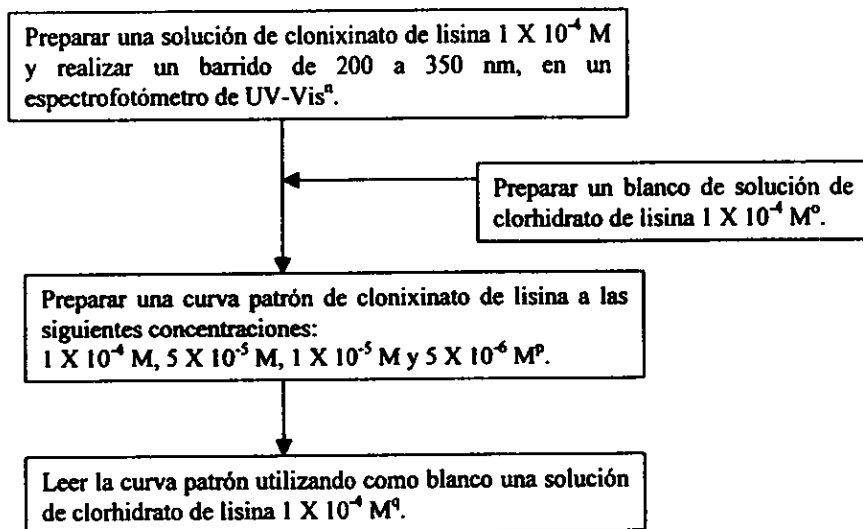 Preparar una solución de clonixinato de lisina 1 X 10⁻⁴ M
y realizar un barrido de 200 a 350 nm, en un
espectrofotómetro de UV-Visⁿ.
Preparar un blanco de solución de
clorhidrato de lisina 1 X 10⁻⁴ Mᵒ.
Preparar una curva patrón de clonixinato de lisina a las
siguientes concentraciones:
1 X 10⁻⁴ M, 5 X 10⁻⁵ M, 1 X 10⁻⁵ M y 5 X 10⁻⁶ Mᵖ.
Leer la curva patrón utilizando como blanco una solución
de clorhidrato de lisina 1 X 10⁻⁴ M𐞥.